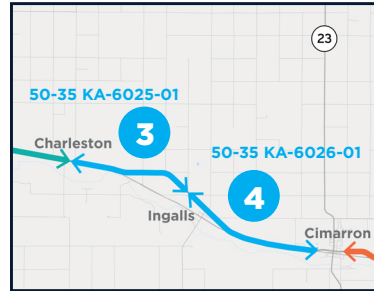 23
50-35 KA-6025-01
3
Charleston
50-35 KA-6026-01
4
Ingalls
Cimarron